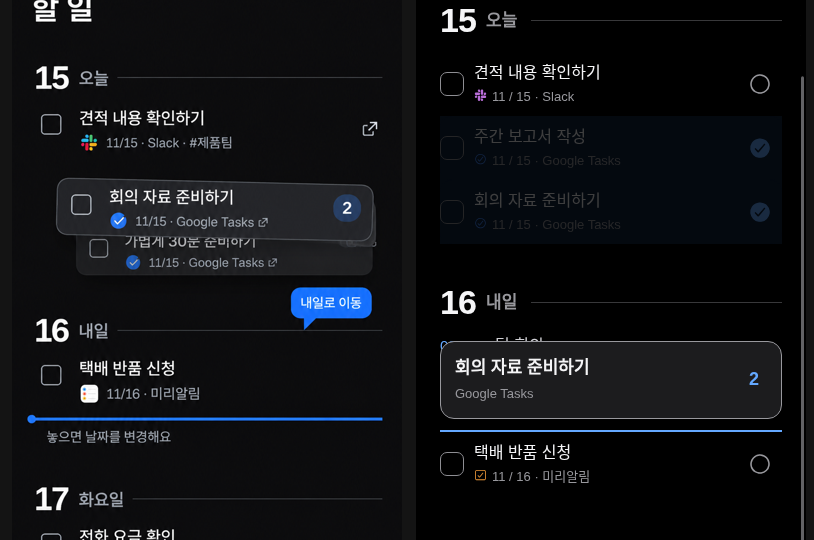 할 일
15 오늘
견적 내용 확인하기
11/15 · Slack · #제품팀
회의 자료 준비하기
11/15 · Google Tasks
2
가볍게 30분 준비하기
11/15 · Google Tasks
내일로 이동
16 내일
택배 반품 신청
11/16 · 미리알림
놓으면 날짜를 변경해요
17 화요일
전화 요금 확인
15 오늘
견적 내용 확인하기
11 / 15 · Slack
주간 보고서 작성
11 / 15 · Google Tasks
회의 자료 준비하기
11 / 15 · Google Tasks
16 내일
회의 자료 준비하기
Google Tasks
2
택배 반품 신청
11 / 16 · 미리알림